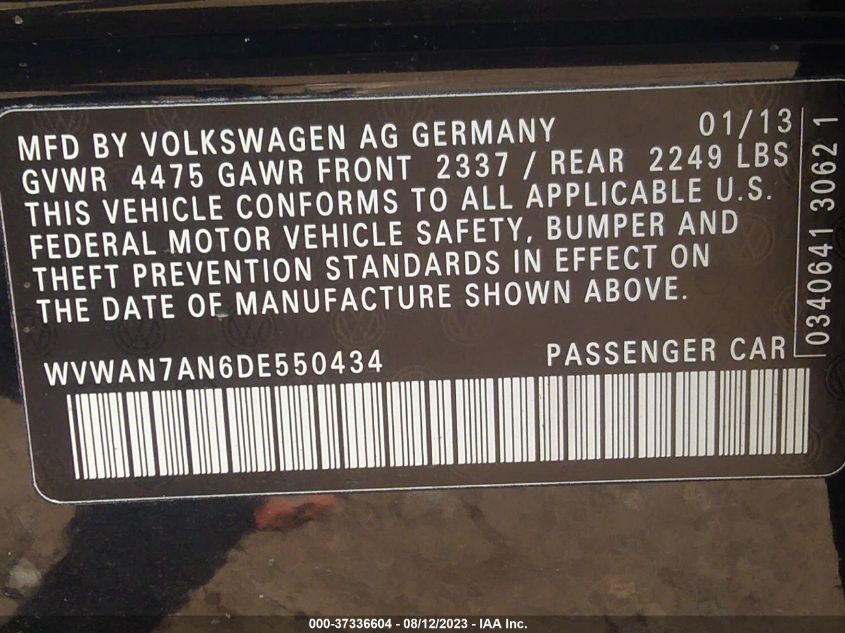 MFD BY VOLKSWAGEN AG GERMANY 01/13
GVWR 4475 GAWR FRONT 2337 / REAR 2249 LBS
THIS VEHICLE CONFORMS TO ALL APPLICABLE U.S.
FEDERAL MOTOR VEHICLE SAFETY, BUMPER AND
THEFT PREVENTION STANDARDS IN EFFECT ON
THE DATE OF MANUFACTURE SHOWN ABOVE.
WVWAN7AN6DE550434 PASSENGER CAR
0340641 3062 1
000-37336604 - 08/12/2023 - IAA Inc.